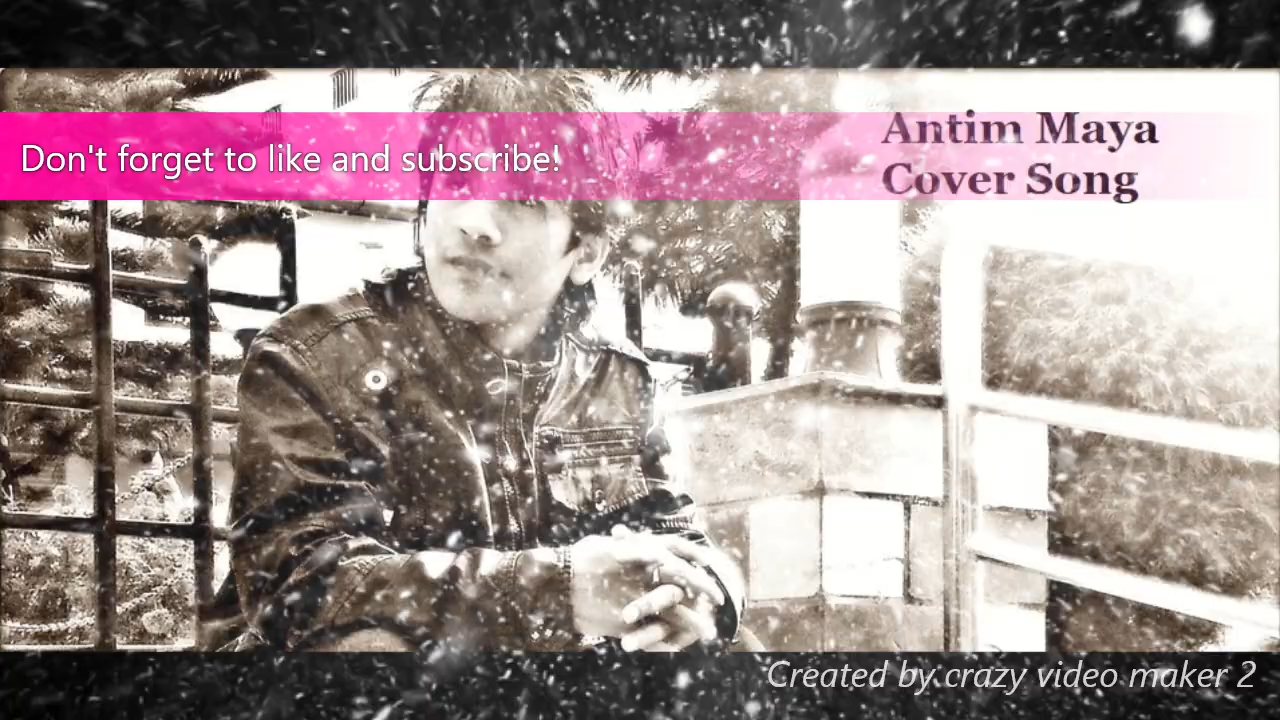 Don't forget to like and subscribe!
Antim Maya
Cover Song
Created by crazy video maker 2